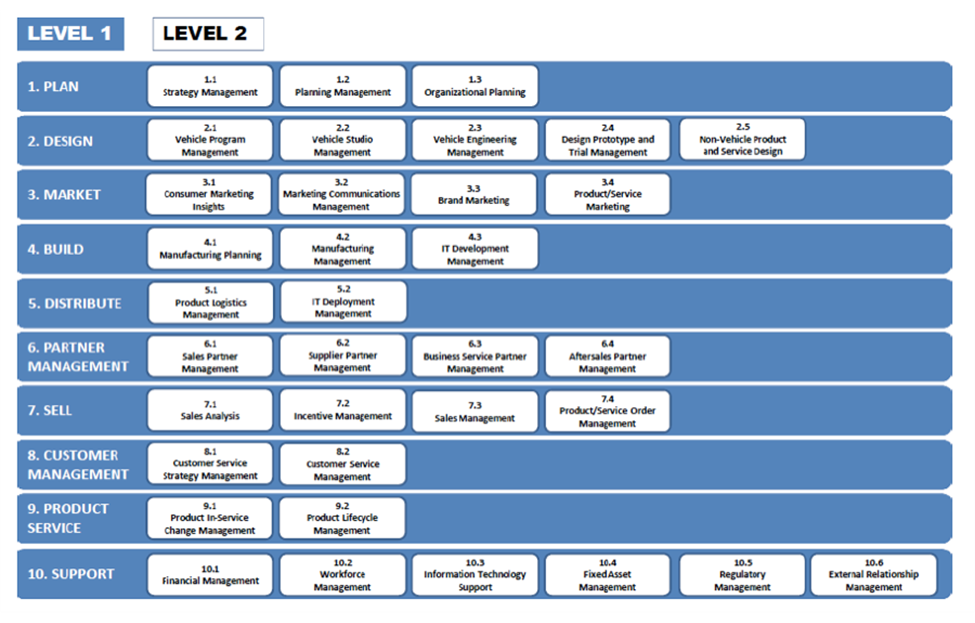 LEVEL 1
LEVEL 2
1. PLAN
1.1
Strategy Management
1.2
Planning Management
1.3
Organizational Planning
2. DESIGN
2.1
Vehicle Program
Management
2.2
Vehicle Studio
Management
2.3
Vehicle Engineering
Management
2.4
Design Prototype and
Trial Management
2.5
Non-Vehicle Product
and Service Design
3. MARKET
3.1
Consumer Marketing
Insights
3.2
Marketing Communications
Management
3.3
Brand Marketing
3.4
Product/Service
Marketing
4. BUILD
4.1
Manufacturing Planning
4.2
Manufacturing
Management
4.3
IT Development
Management
5. DISTRIBUTE
5.1
Product Logistics
Management
5.2
IT Deployment
Management
6. PARTNER
MANAGEMENT
6.1
Sales Partner
Management
6.2
Supplier Partner
Management
6.3
Business Service Partner
Management
6.4
Aftersales Partner
Management
7. SELL
7.1
Sales Analysis
7.2
Incentive Management
7.3
Sales Management
7.4
Product/Service Order
Management
8. CUSTOMER
MANAGEMENT
8.1
Customer Service
Strategy Management
8.2
Customer Service
Management
9. PRODUCT
SERVICE
9.1
Product In-Service
Change Management
9.2
Product Lifecycle
Management
10. SUPPORT
10.1
Financial Management
10.2
Workforce
Management
10.3
Information Technology
Support
10.4
Fixed Asset
Management
10.5
Regulatory
Management
10.6
External Relationship
Management